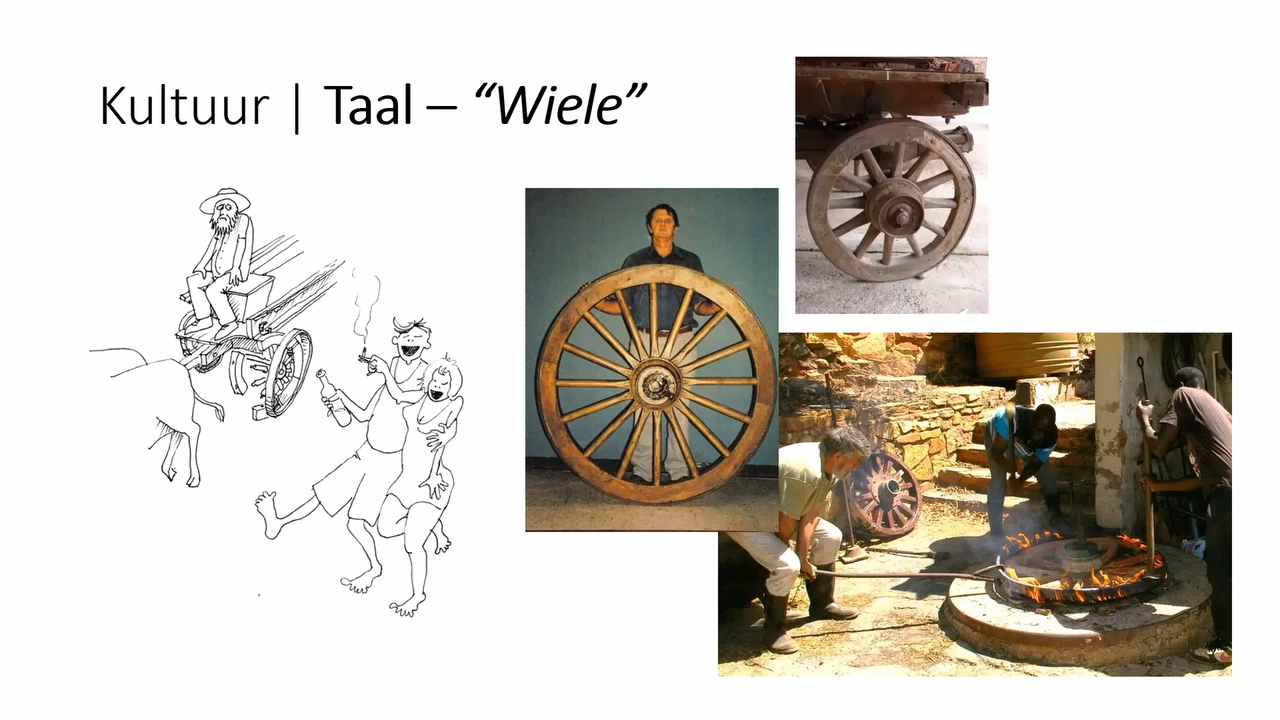 Kultuur | Taal – “Wiele”